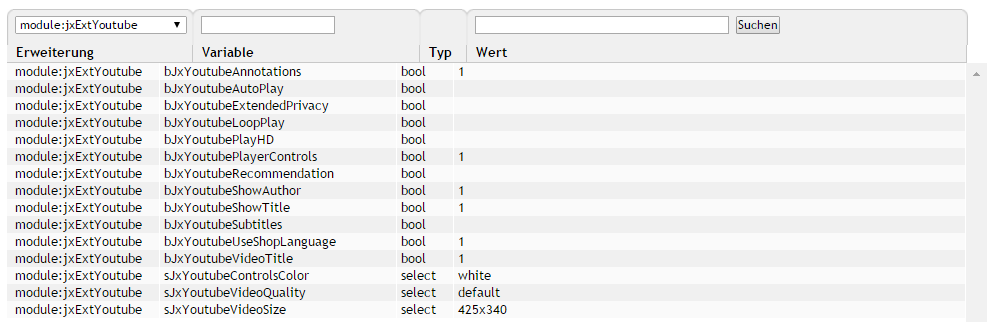 module:jxExtYoutube Suchen
Erweiterung Variable Typ Wert
module:jxExtYoutube bJxYoutubeAnnotations bool 1
module:jxExtYoutube bJxYoutubeAutoPlay bool
module:jxExtYoutube bJxYoutubeExtendedPrivacy bool
module:jxExtYoutube bJxYoutubeLoopPlay bool
module:jxExtYoutube bJxYoutubePlayHD bool
module:jxExtYoutube bJxYoutubePlayerControls bool 1
module:jxExtYoutube bJxYoutubeRecommendation bool
module:jxExtYoutube bJxYoutubeShowAuthor bool 1
module:jxExtYoutube bJxYoutubeShowTitle bool 1
module:jxExtYoutube bJxYoutubeSubtitles bool
module:jxExtYoutube bJxYoutubeUseShopLanguage bool 1
module:jxExtYoutube bJxYoutubeVideoTitle bool 1
module:jxExtYoutube sJxYoutubeControlsColor select white
module:jxExtYoutube sJxYoutubeVideoQuality select default
module:jxExtYoutube sJxYoutubeVideoSize select 425x340